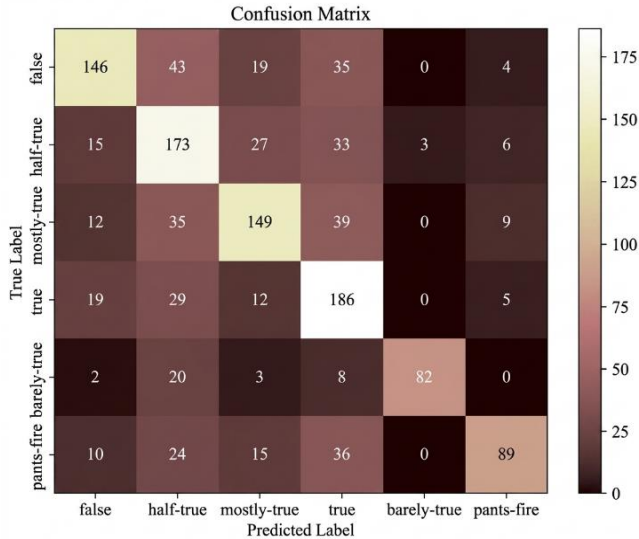 Confusion Matrix
false 146 43 19 35 0 4
half-true 15 173 27 33 3 6
mostly-true 12 35 149 39 0 9
true 19 29 12 186 0 5
barely-true 2 20 3 8 82 0
pants-fire 10 24 15 36 0 89
True Label
false half-true mostly-true true barely-true pants-fire
Predicted Label
175
150
125
100
75
50
25
0